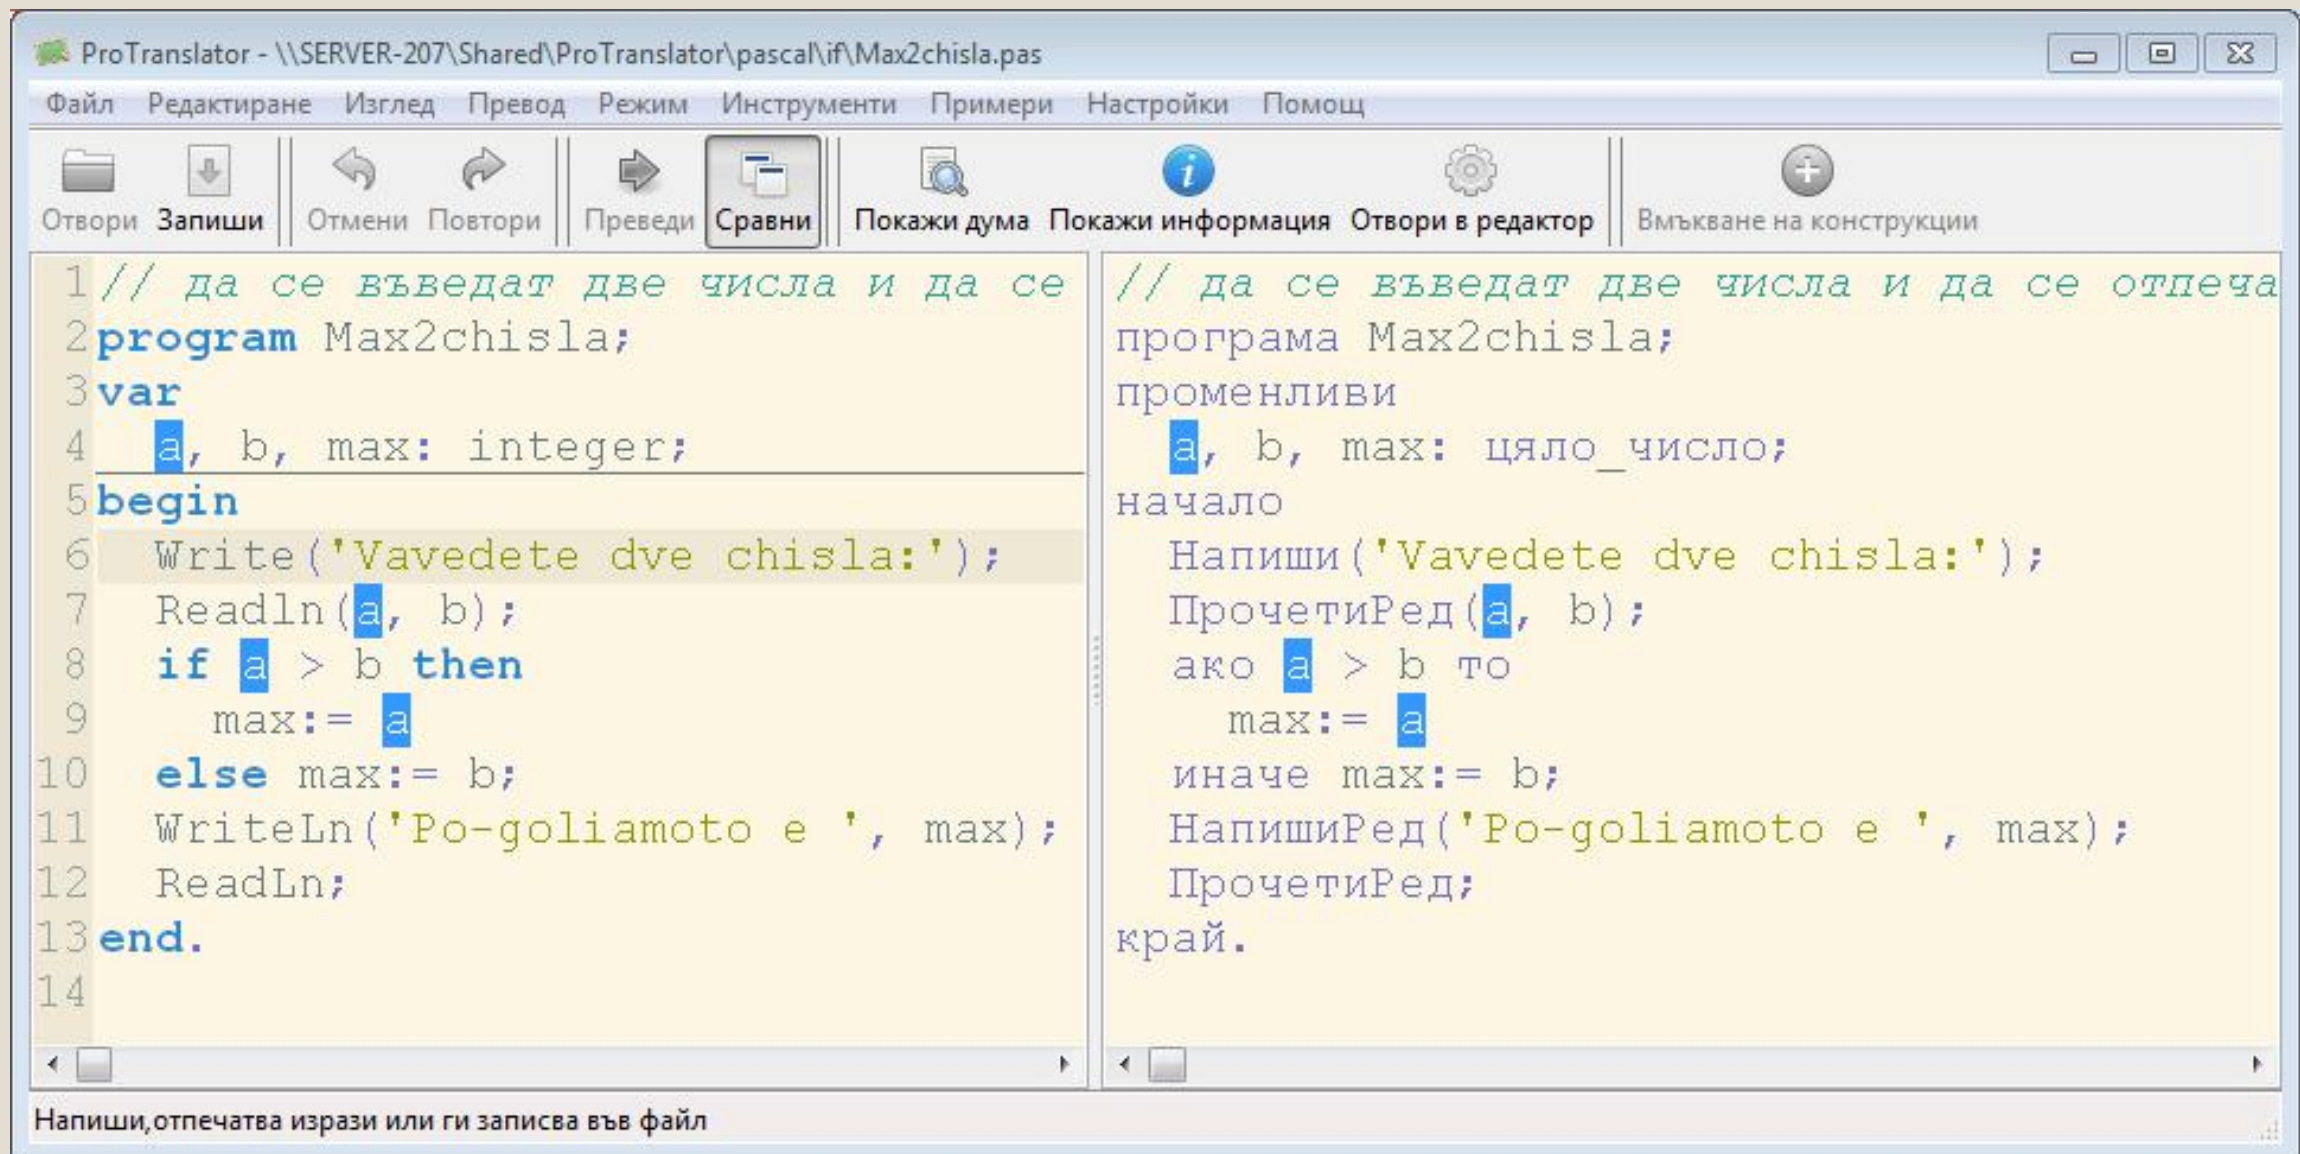 ProTranslator - \\SERVER-207\Shared\ProTranslator\pascal\if\Max2chisla.pas
Файл Редактиране Изглед Превод Режим Инструменти Примери Настройки Помощ
Отвори Запиши Отмени Повтори Преведи Сравни Покажи дума Покажи информация Отвори в редактор Вмъкване на конструкции
1 // да се въведат две числа и да се
2 program Max2chisla;
3 var
4 a, b, max: integer;
5 begin
6 Write('Vavedete dve chisla:');
7 Readln(a, b);
8 if a > b then
9 max:= a
10 else max:= b;
11 WriteLn('Po-goliamoto e ', max);
12 ReadLn;
13 end.
14
// да се въведат две числа и да се отпеча
програма Max2chisla;
променливи
a, b, max: цяло_число;
начало
Напиши('Vavedete dve chisla:');
ПрочетиРед(a, b);
ако a > b то
max:= a
иначе max:= b;
НапишиРед('Po-goliamoto e ', max);
ПрочетиРед;
край.
Напиши,отпечатва изрази или ги записва във файл